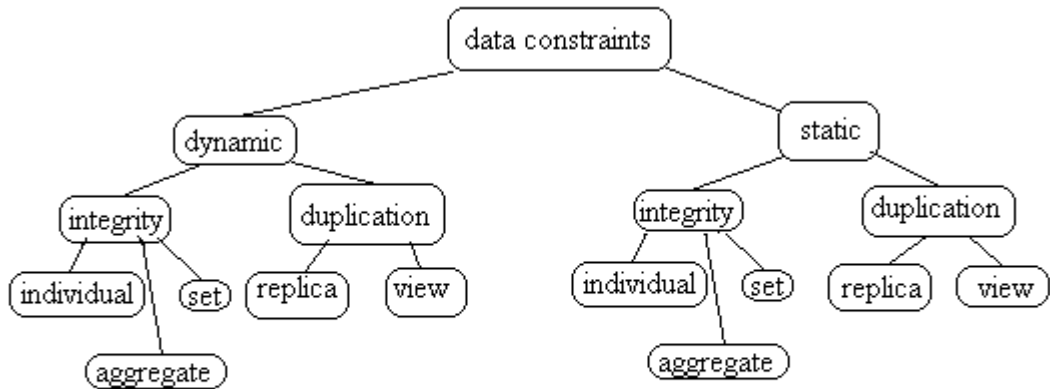 data constraints
dynamic
static
integrity
duplication
integrity
duplication
individual
set
replica
view
individual
set
replica
view
aggregate
aggregate